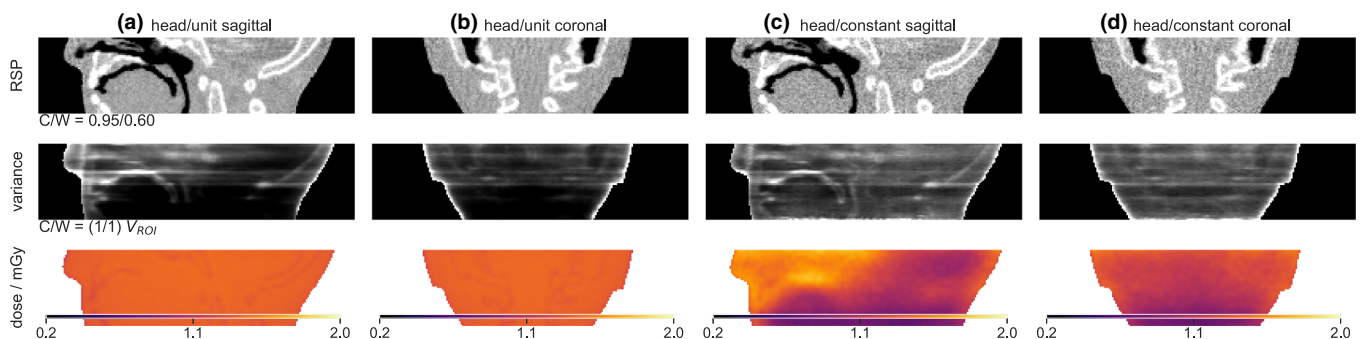 (a) head/unit sagittal (b) head/unit coronal (c) head/constant sagittal (d) head/constant coronal
RSP
C/W = 0.95/0.60
variance
C/W = (1/1) V_ROI
dose / mGy
0.2 1.1 2.0 0.2 1.1 2.0 0.2 1.1 2.0 0.2 1.1 2.0